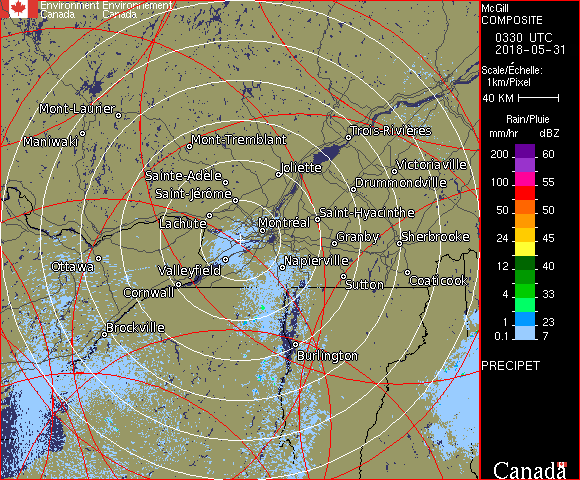 Environment Environnement
Canada Canada
McGill
COMPOSITE
0330 UTC
2018-05-31
Scale/Échelle:
1km/Pixel
40 KM
Rain/Pluie
mm/hr dBZ
200 60
100 55
50 50
24 45
12 40
4 33
1 23
0.1 7
PRECIPET
Canada
Mont-Laurier
Maniwaki
Mont-Tremblant
Trois-Rivières
Joliette
Victoriaville
Sainte-Adèle
Drummondville
Saint-Jérôme
Lachute
Saint-Hyacinthe
Montréal
Granby
Sherbrooke
Ottawa
Valleyfield
Napierville
Cornwall
Sutton
Coaticook
Brockville
Burlington